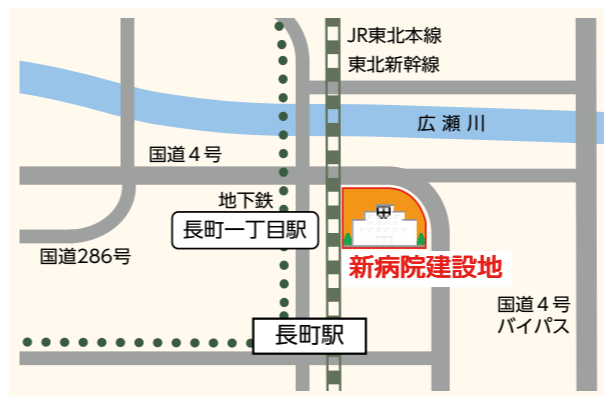 JR東北本線
東北新幹線
広瀬川
国道4号
地下鉄
長町一丁目駅
国道286号
新病院建設地
国道4号
バイパス
長町駅